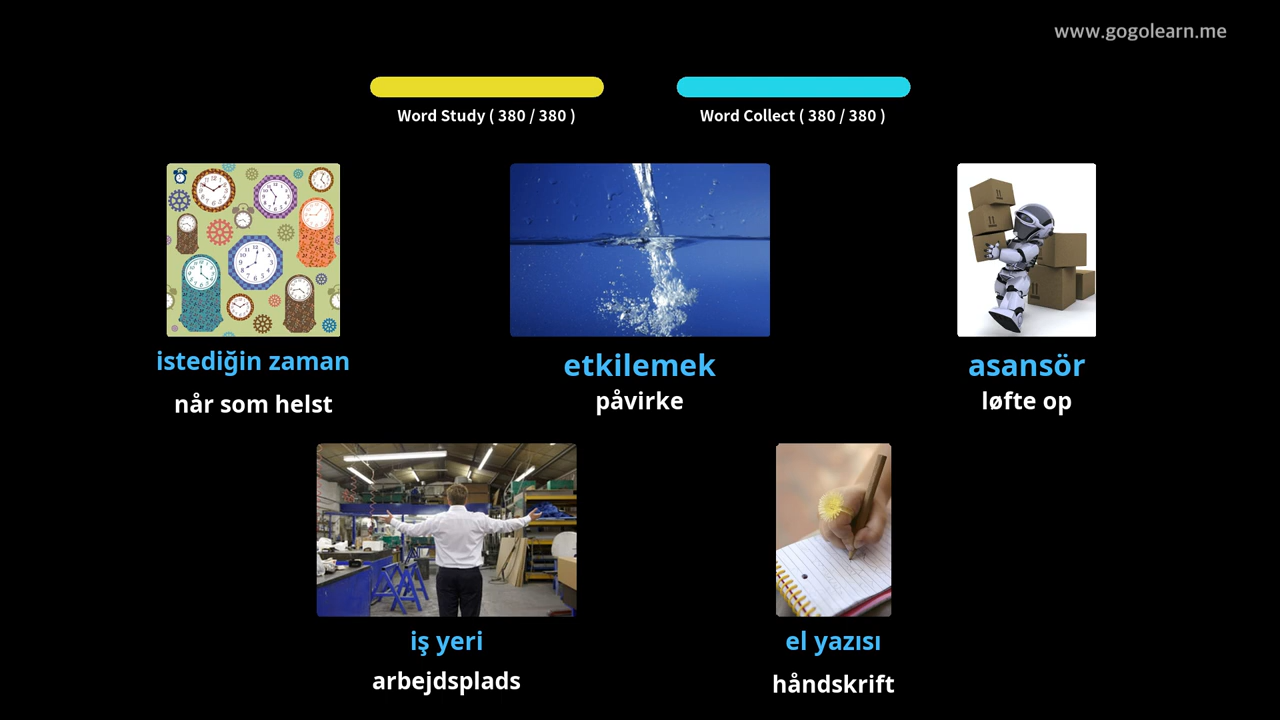 www.gogolearn.me
Word Study ( 380 / 380 )
Word Collect ( 380 / 380 )
istediğin zaman
når som helst
etkilemek
påvirke
asansör
løfte op
iş yeri
arbejdsplads
el yazısı
håndskrift